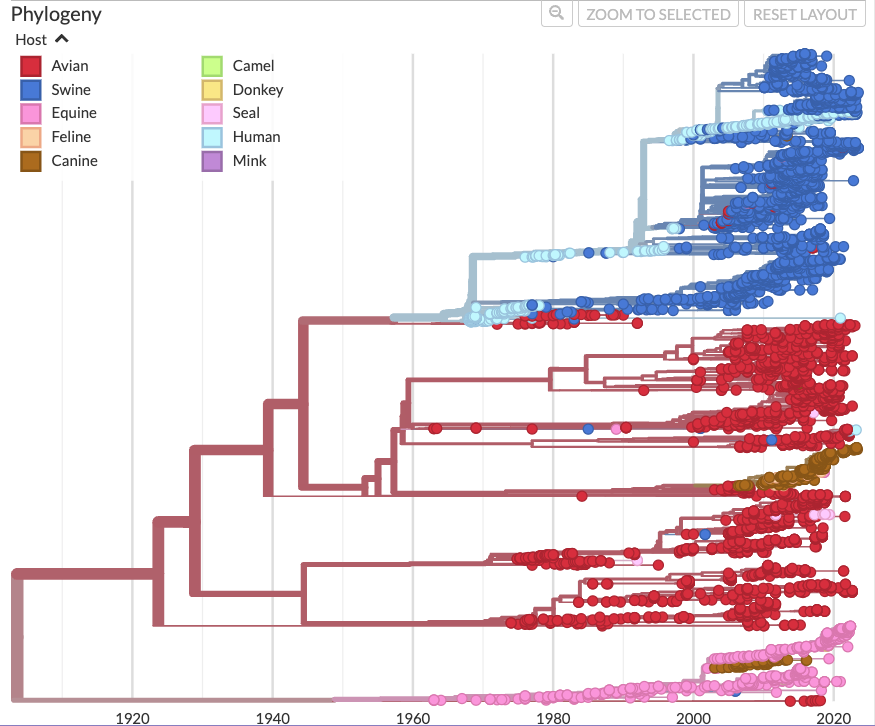 Phylogeny
ZOOM TO SELECTED
RESET LAYOUT
Host
Avian
Swine
Equine
Feline
Canine
Camel
Donkey
Seal
Human
Mink
1920 1940 1960 1980 2000 2020